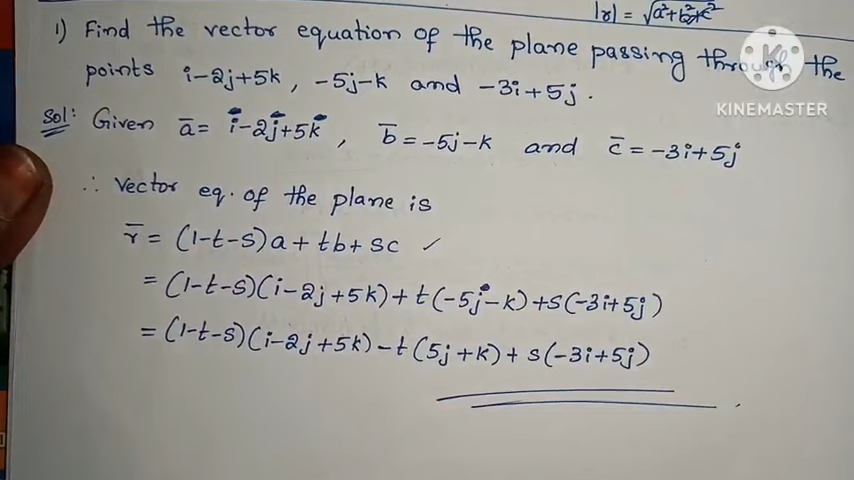 |r| = √a²+b²+c²
1) Find the vector equation of the plane passing through the
points i-2j+5k, -5j-k and -3i+5j.
Sol: Given a̅ = i-2j+5k, b̅ = -5j-k and c̅ = -3i+5j
∴ vector eq. of the plane is
r̅ = (1-t-s)a + tb + sc ✓
= (1-t-s)(i-2j+5k) + t(-5j-k) + s(-3i+5j)
= (1-t-s)(i-2j+5k) - t(5j+k) + s(-3i+5j)
K
KINEMASTER